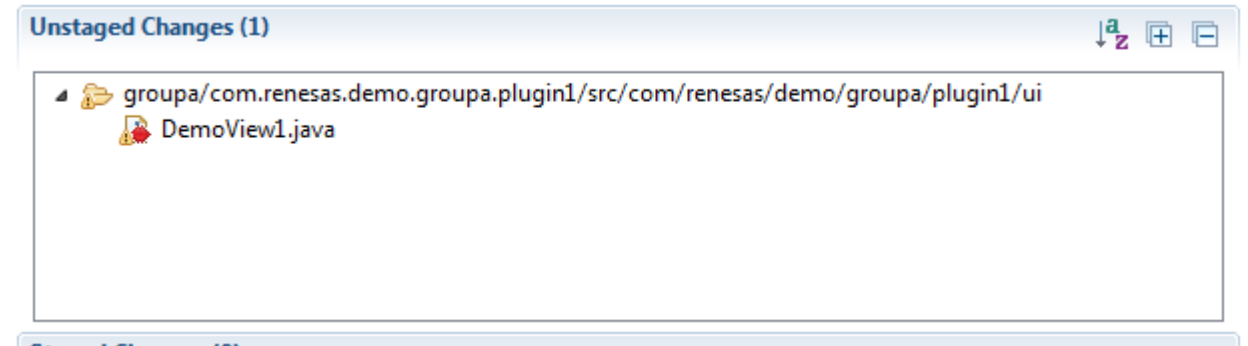 Unstaged Changes (1)
groupa/com.renesas.demo.groupa.plugin1/src/com/renesas/demo/groupa/plugin1/ui
DemoView1.java